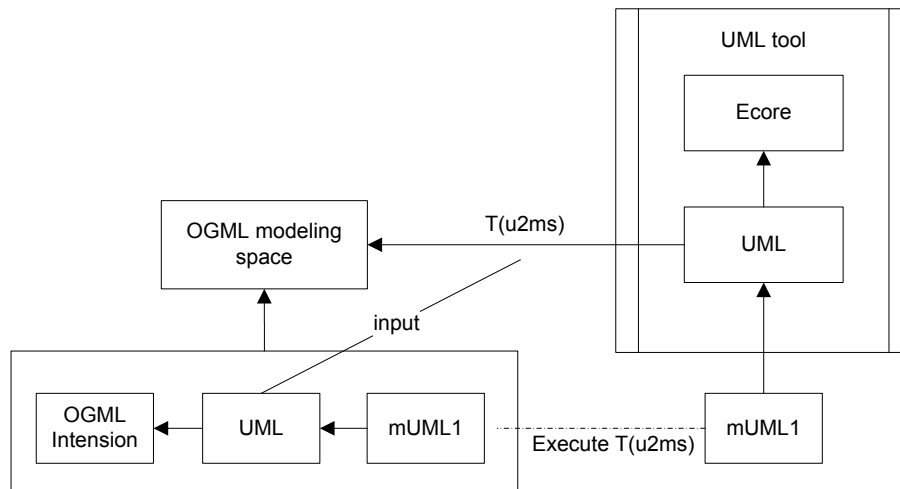 UML tool
Ecore
T(u2ms)
OGML modeling
space
UML
input
OGML
Intension
UML
mUML1
mUML1
Execute T(u2ms)